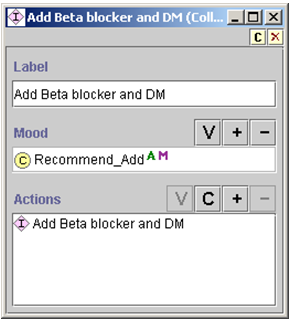 Add Beta blocker and DM (Coll...
C
Label
Add Beta blocker and DM
Mood V + −
C Recommend_Add A M
Actions V C + −
I Add Beta blocker and DM